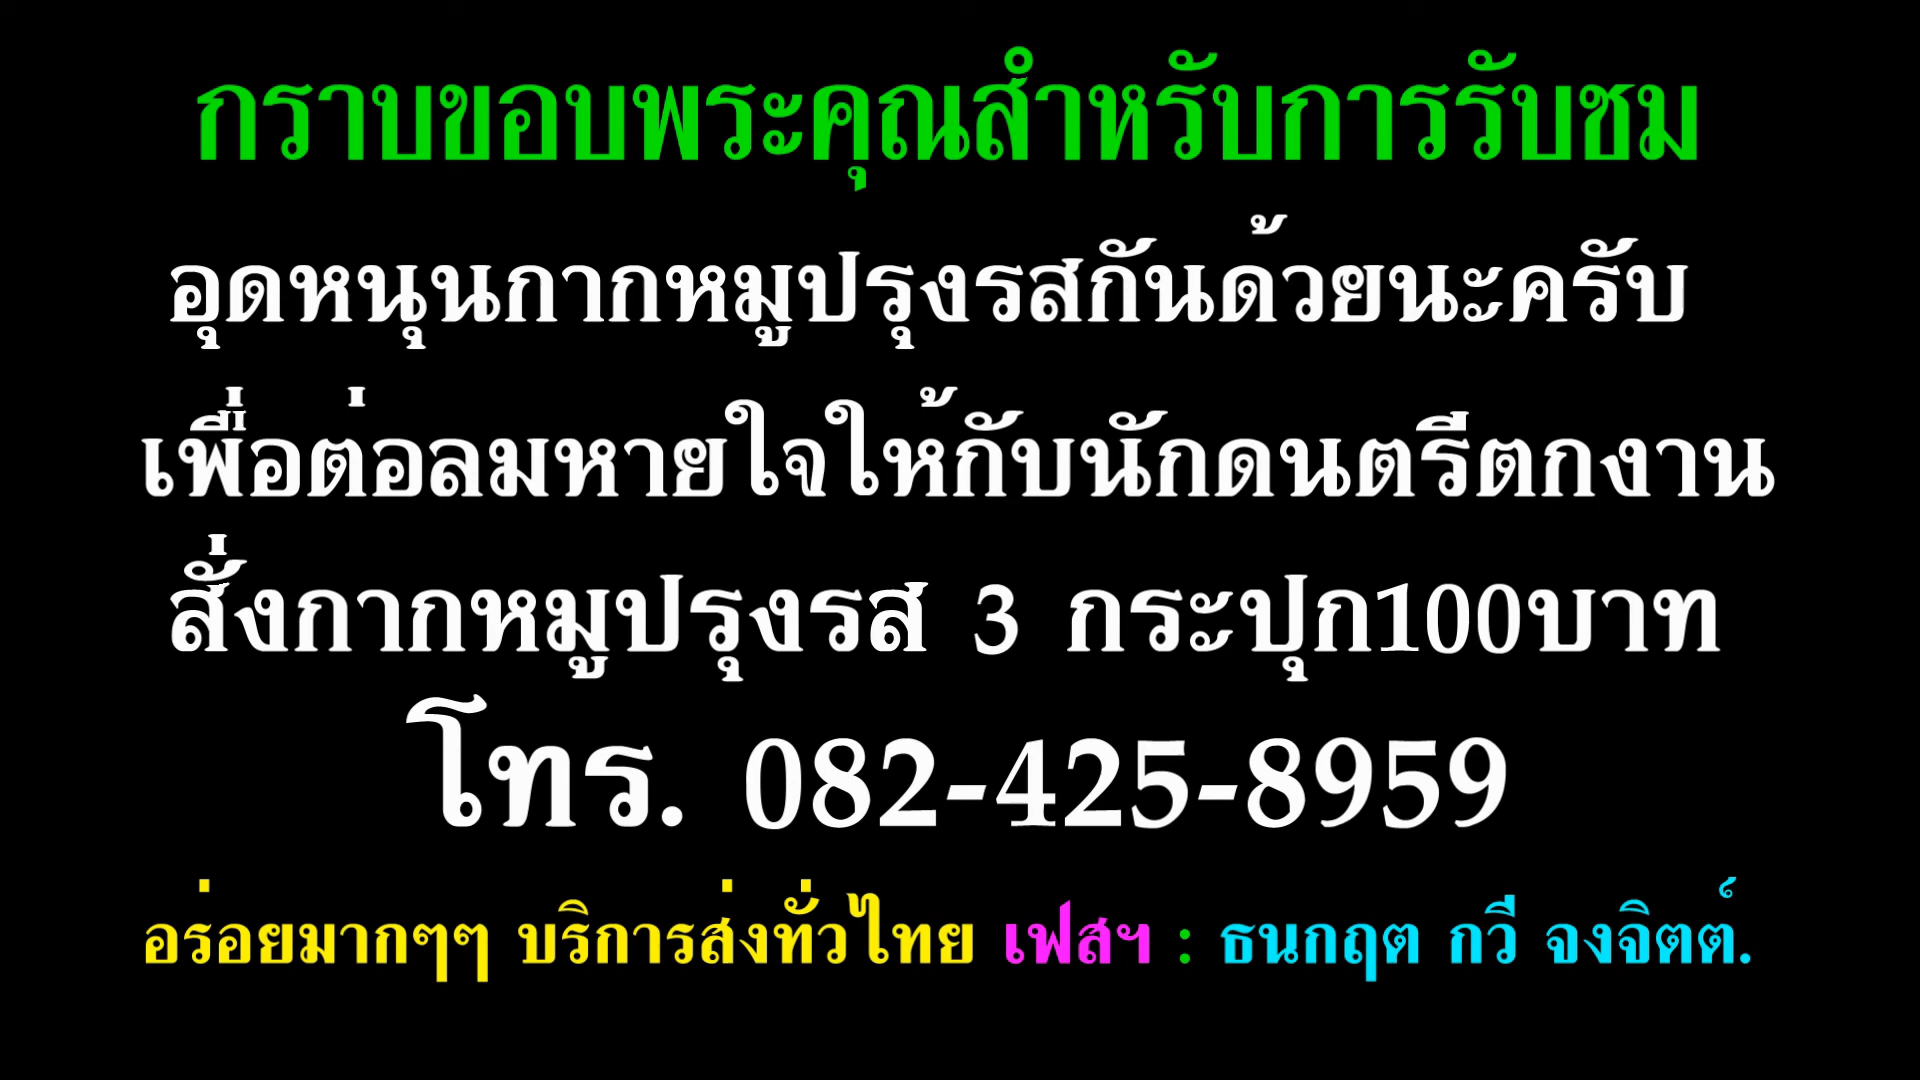 กราบขอบพระคุณสำหรับการรับชม
อุดหนุนกากหมูปรุงรสกันด้วยนะครับ
เพื่อต่อลมหายใจให้กับนักดนตรีตกงาน
สั่งกากหมูปรุงรส 3 กระปุก100บาท
โทร. 082-425-8959
อร่อยมากๆๆ บริการส่งทั่วไทย เฟสฯ : ธนกฤต กวี จงจิตต์.